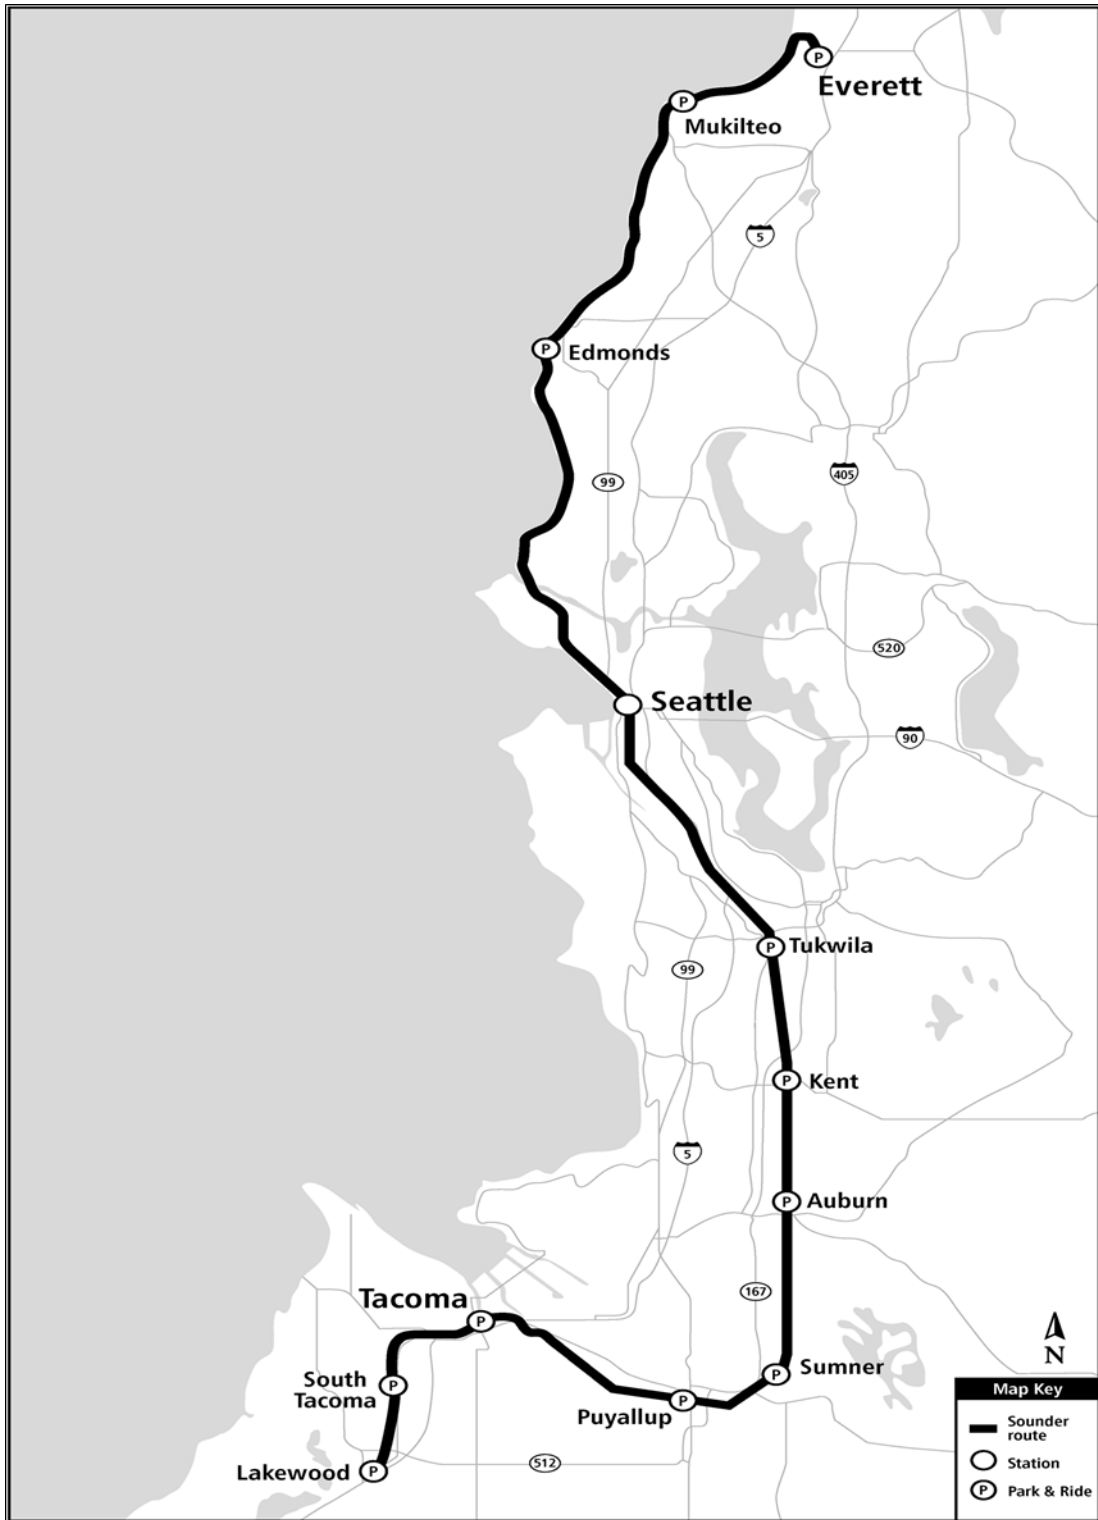 P
Everett
P
Mukilteo
5
P
Edmonds
99
405
520
Seattle
90
P
Tukwila
99
P
Kent
5
P
Auburn
167
Tacoma
P
N
P
Sumner
South
Tacoma
P
P
Puyallup
Lakewood
P
512
Map Key
Sounder
route
Station
P
Park & Ride